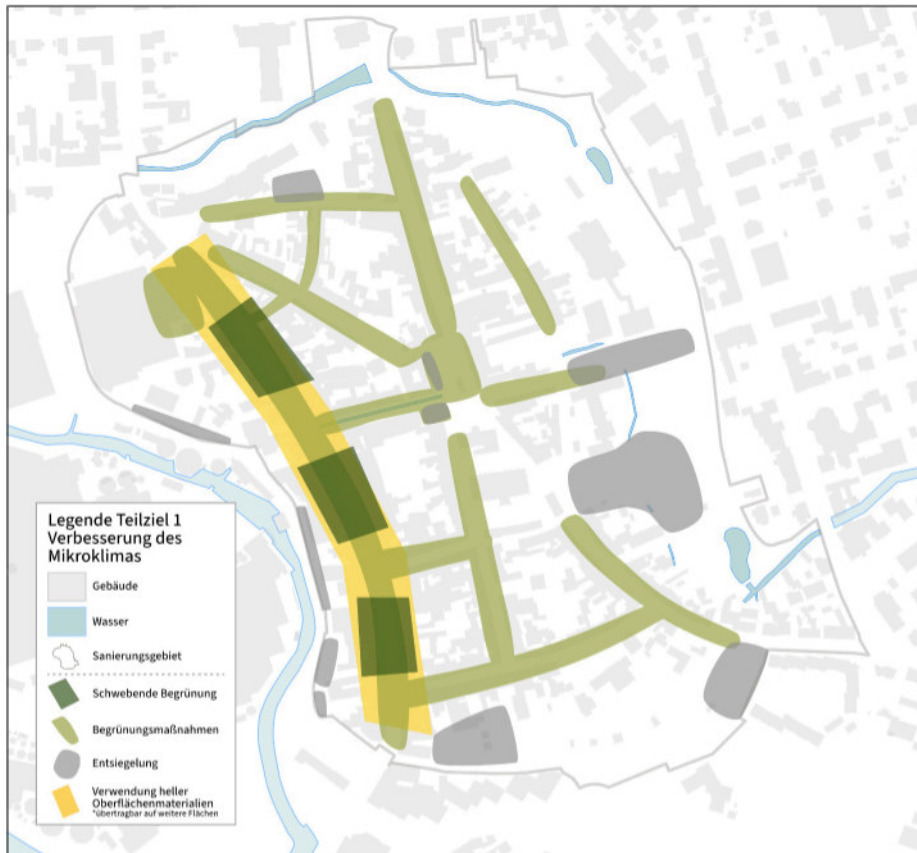 Legende Teilziel 1
Verbesserung des
Mikroklimas
Gebäude
Wasser
Sanierungsgebiet
Schwebende Begrünung
Begrünungsmaßnahmen
Entsiegelung
Verwendung heller
Oberflächenmaterialien
*übertragbar auf weitere Flächen